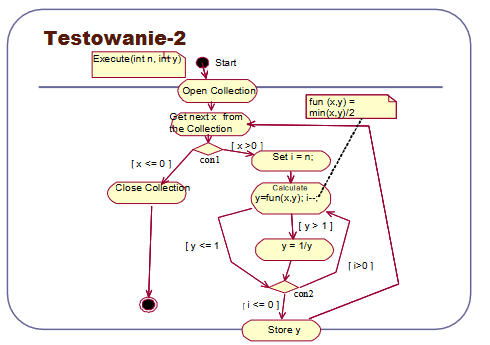 Testowanie-2
Execute(int n, int y)
Start
Open Collection
fun (x,y) =
min(x,y)/2
Get next x from
the Collection
[ x >0 ]
con1
[ x <= 0 ]
Set i = n;
Close Collection
Calculate
y=fun(x,y); i--;
[ y > 1 ]
[ y <= 1
y = 1/y
[ i>0 ]
con2
[ i <= 0 ]
Store y